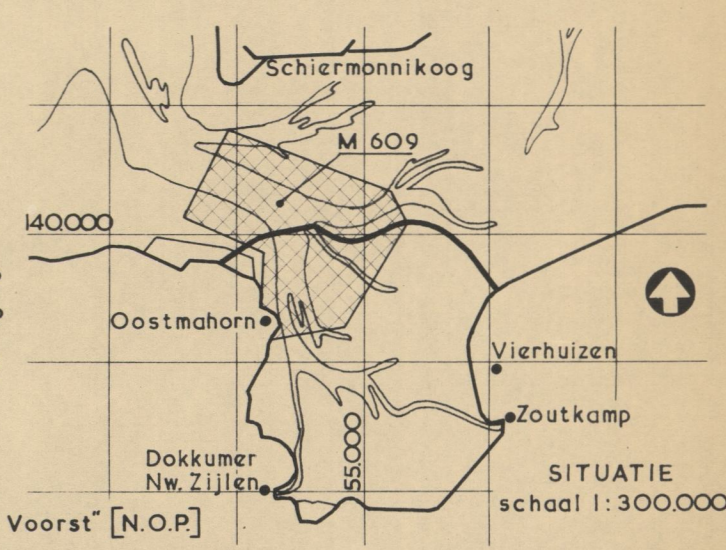 Schiermonnikoog
M 609
140.000
Oostmahorn
Vierhuizen
Zoutkamp
55.000
Dokkumer
Nw. Zijlen
SITUATIE
schaal 1:300.000
Voorst" [N.O.P.]